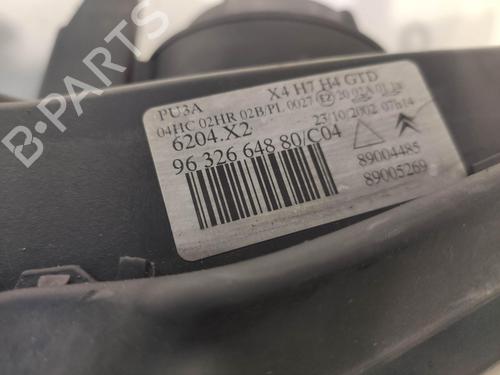 PU3A X4 H7 H4 GTD
04HC 02HR 02B/PL 0027
23/10/2002 07h14
6204.X2
96 326 648 80/C04
89004485
89005269
B-PARTS